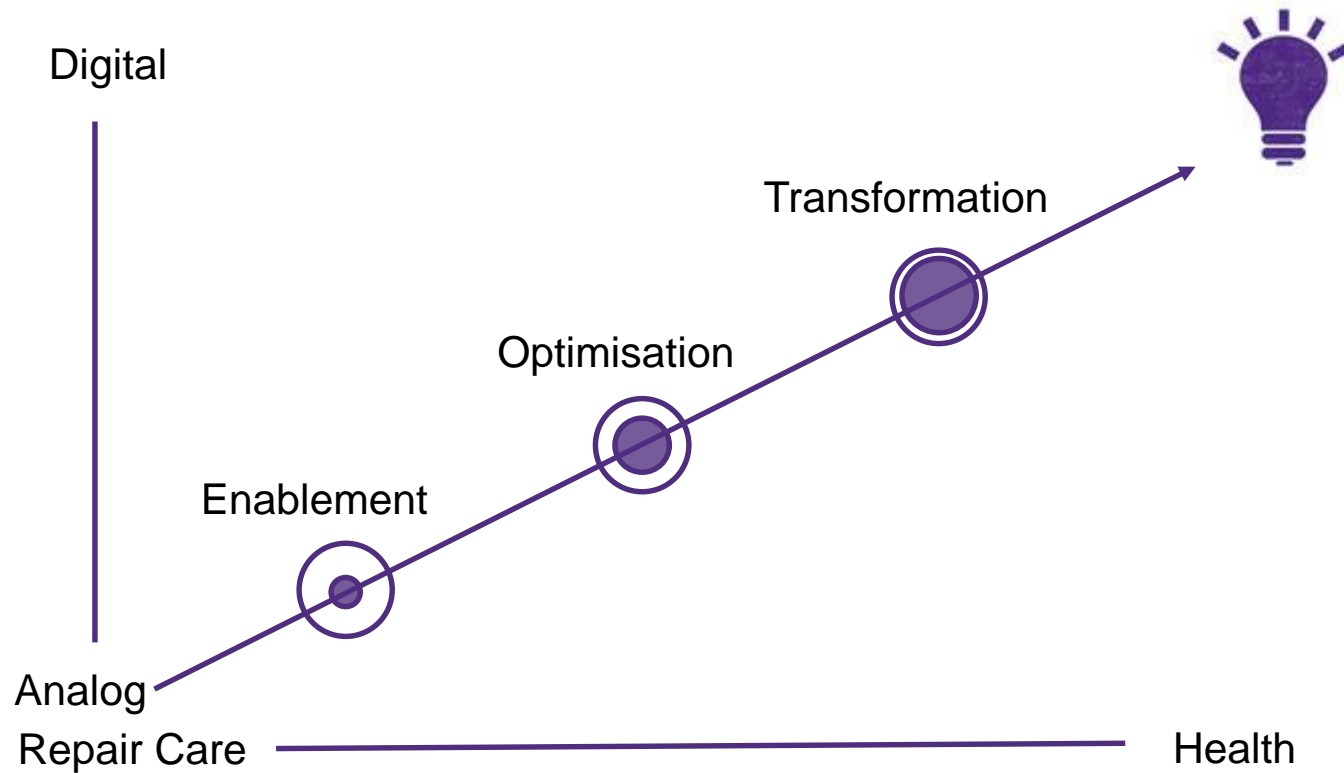 Digital
Transformation
Optimisation
Enablement
Analog
Repair Care
Health